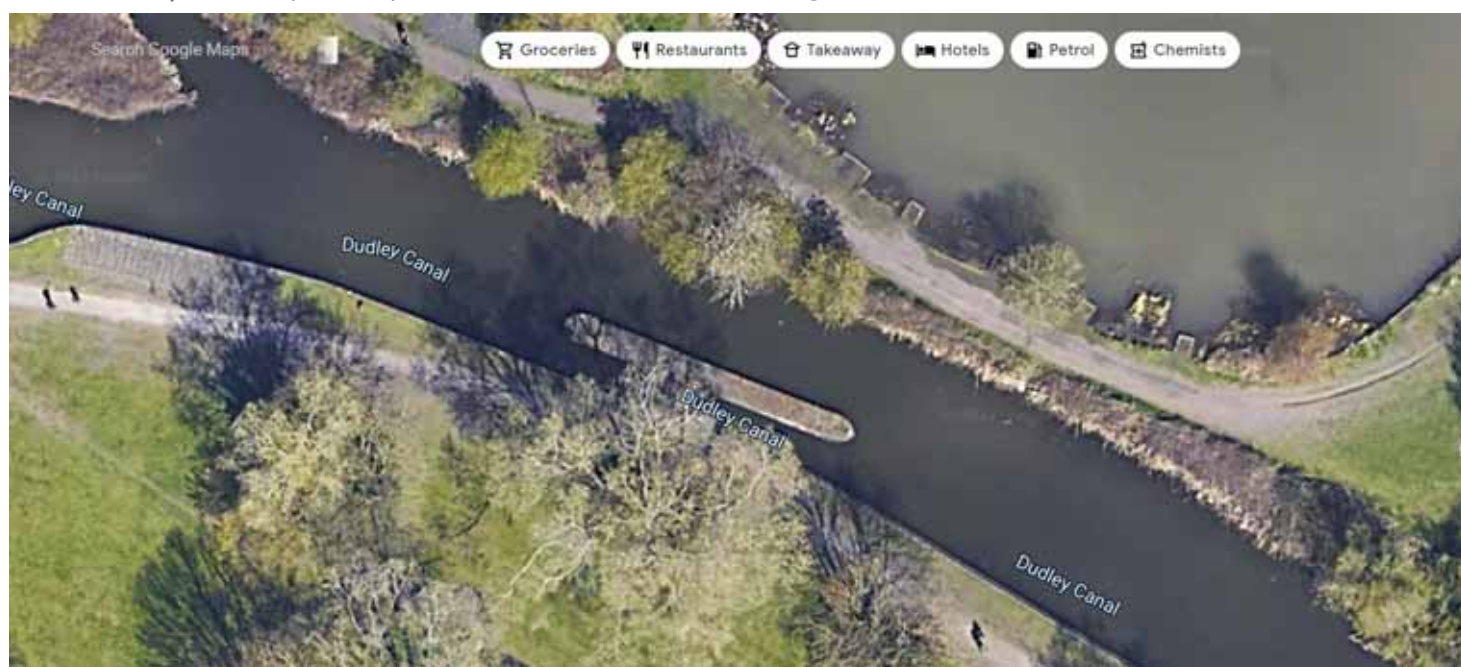 Search Google Maps
Groceries
Restaurants
Takeaway
Hotels
Petrol
Chemists
ley Canal
Dudley Canal
Dudley Canal
Dudley Canal